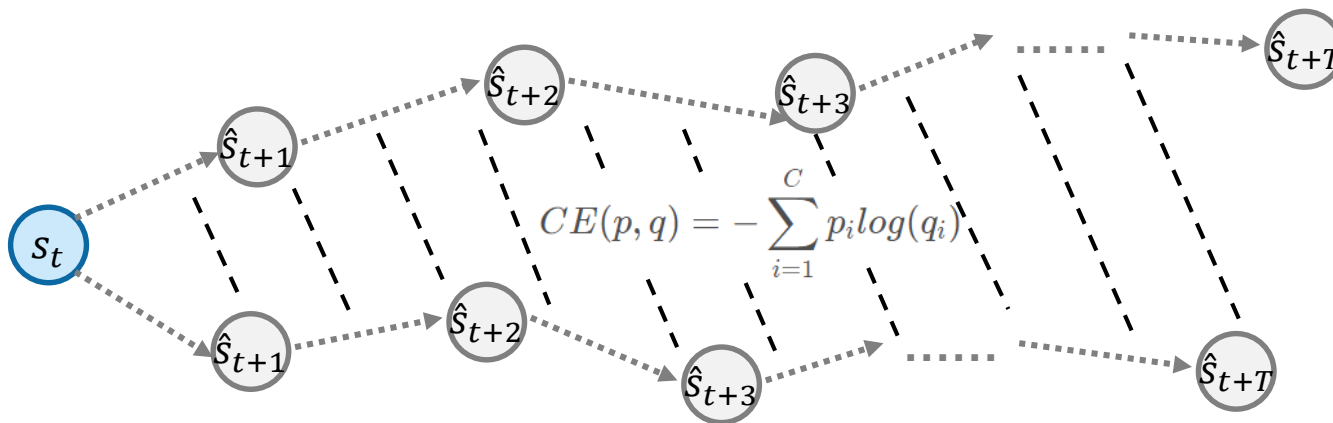 ŝ_{t+1} ŝ_{t+2} ŝ_{t+3} ŝ_{t+T}
s_t
CE(p, q) = − \sum_{i=1}^{C} p_i log(q_i)
ŝ_{t+1} ŝ_{t+2} ŝ_{t+3} ŝ_{t+T}